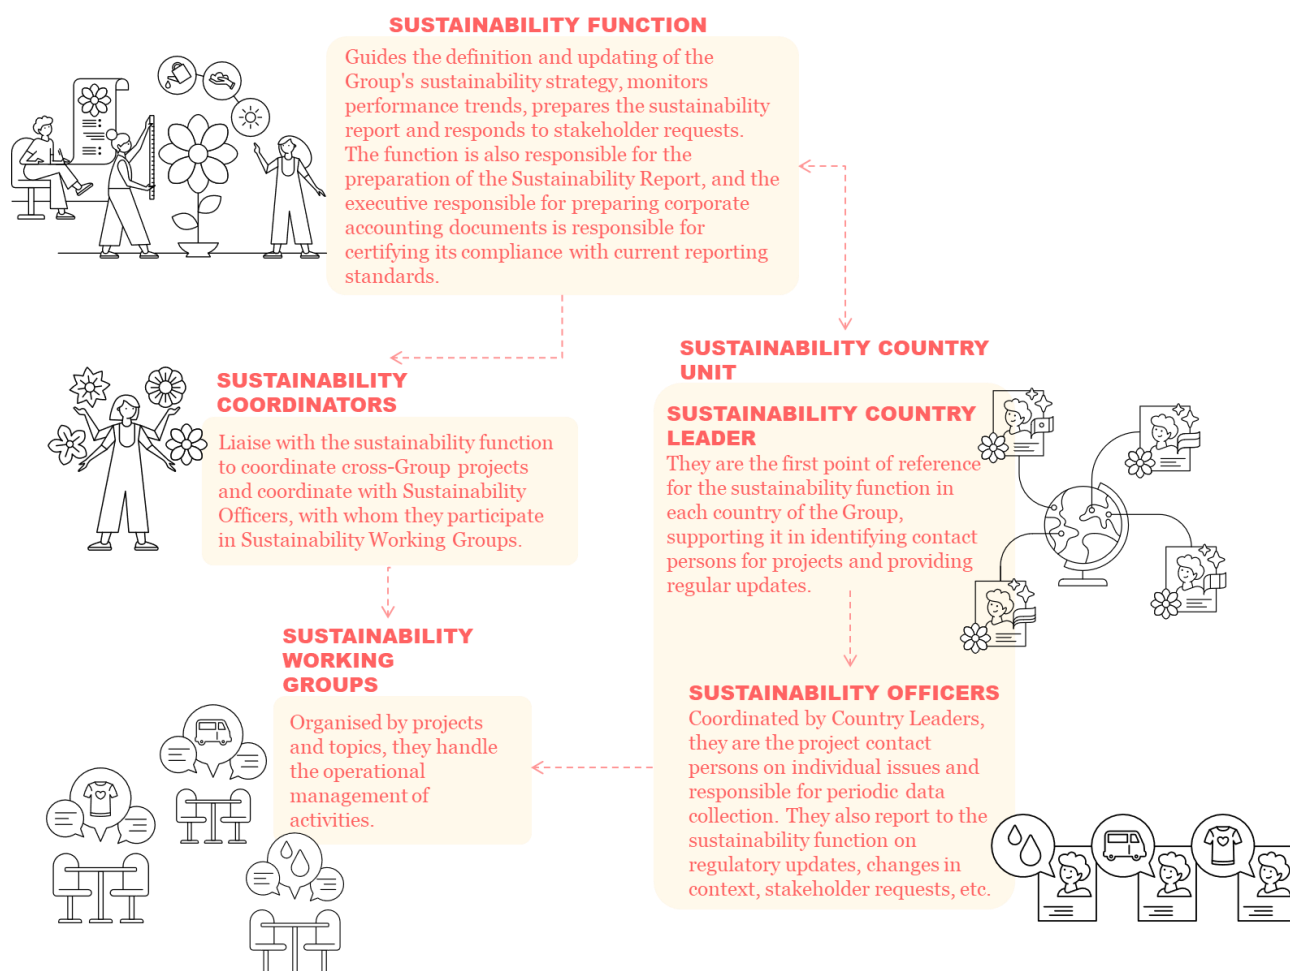 SUSTAINABILITY FUNCTION
Guides the definition and updating of the
Group's sustainability strategy, monitors
performance trends, prepares the sustainability
report and responds to stakeholder requests.
The function is also responsible for the
preparation of the Sustainability Report, and the
executive responsible for preparing corporate
accounting documents is responsible for
certifying its compliance with current reporting
standards.
SUSTAINABILITY
COORDINATORS
Liaise with the sustainability function
to coordinate cross-Group projects
and coordinate with Sustainability
Officers, with whom they participate
in Sustainability Working Groups.
SUSTAINABILITY
WORKING
GROUPS
Organised by projects
and topics, they handle
the operational
management of
activities.
SUSTAINABILITY COUNTRY
UNIT
SUSTAINABILITY COUNTRY
LEADER
They are the first point of reference
for the sustainability function in
each country of the Group,
supporting it in identifying contact
persons for projects and providing
regular updates.
SUSTAINABILITY OFFICERS
Coordinated by Country Leaders,
they are the project contact
persons on individual issues and
responsible for periodic data
collection. They also report to the
sustainability function on
regulatory updates, changes in
context, stakeholder requests, etc.